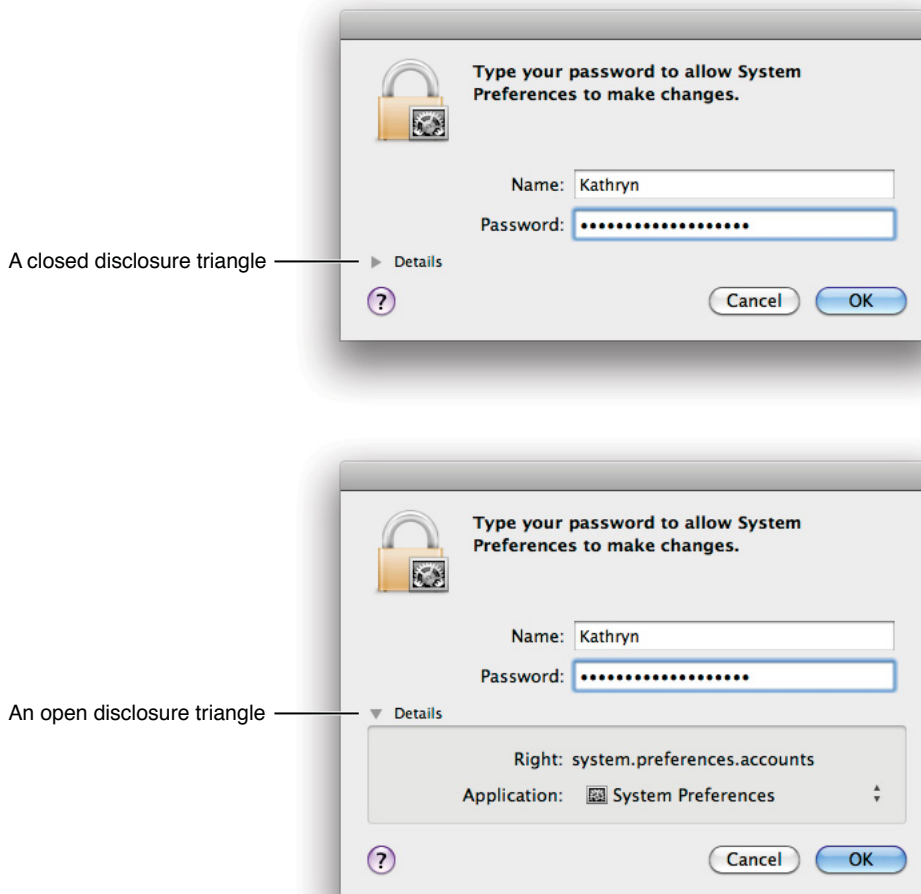 Type your password to allow System
Preferences to make changes.
Name: Kathryn
Password: •••••••••••••••••••
A closed disclosure triangle
Details
?
Cancel
OK
Type your password to allow System
Preferences to make changes.
Name: Kathryn
Password: •••••••••••••••••••
An open disclosure triangle
Details
Right: system.preferences.accounts
Application: System Preferences
?
Cancel
OK